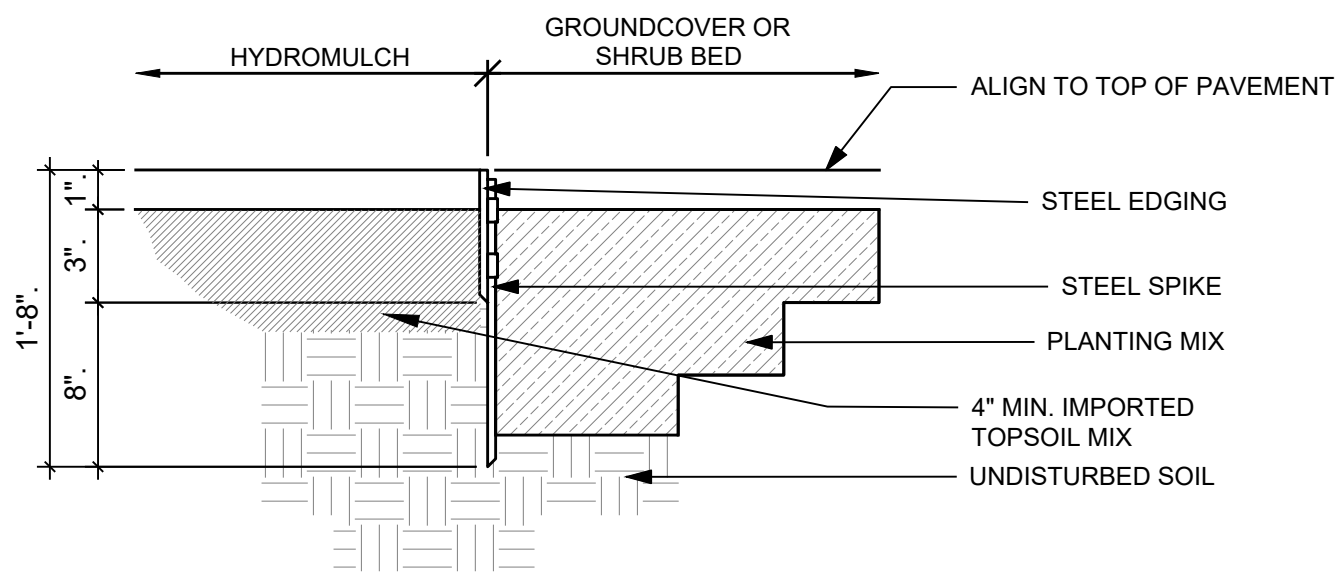 HYDROMULCH
GROUNDCOVER OR
SHRUB BED
ALIGN TO TOP OF PAVEMENT
STEEL EDGING
STEEL SPIKE
PLANTING MIX
4" MIN. IMPORTED
TOPSOIL MIX
UNDISTURBED SOIL
1'-8".
1".
3".
8".